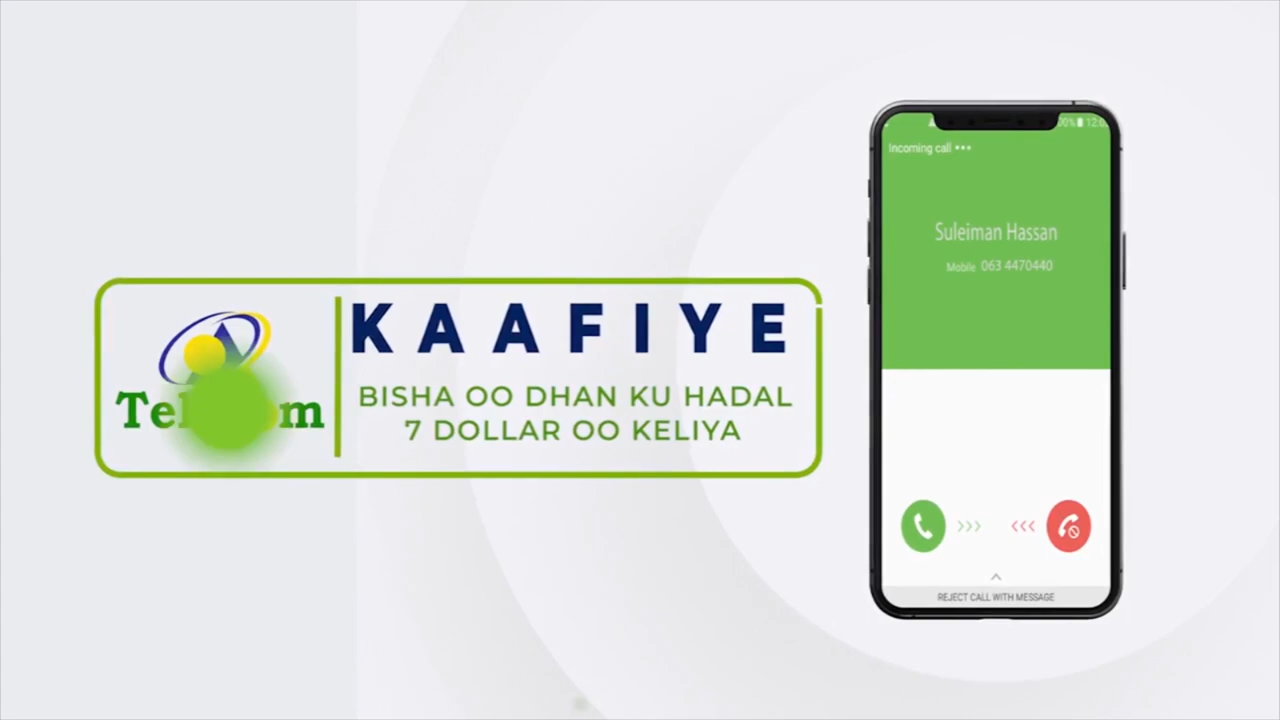 KAAFIYE
BISHA OO DHAN KU HADAL
7 DOLLAR OO KELIYA
Incoming call •••
Suleiman Hassan
Mobile 063 4470440
REJECT CALL WITH MESSAGE